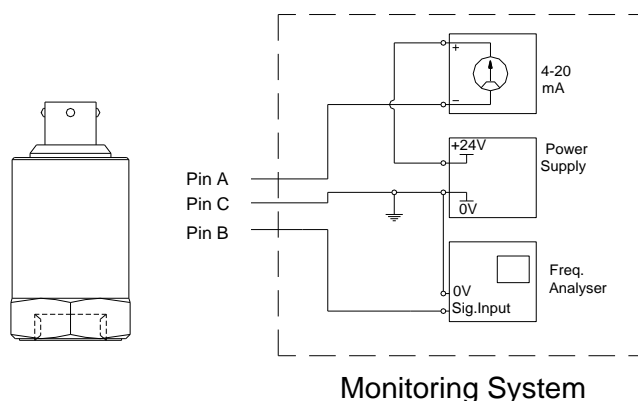 +
−
4-20
mA
+24V
0V
Power
Supply
Pin A
Pin C
Pin B
0V
Sig.Input
Freq.
Analyser
Monitoring System